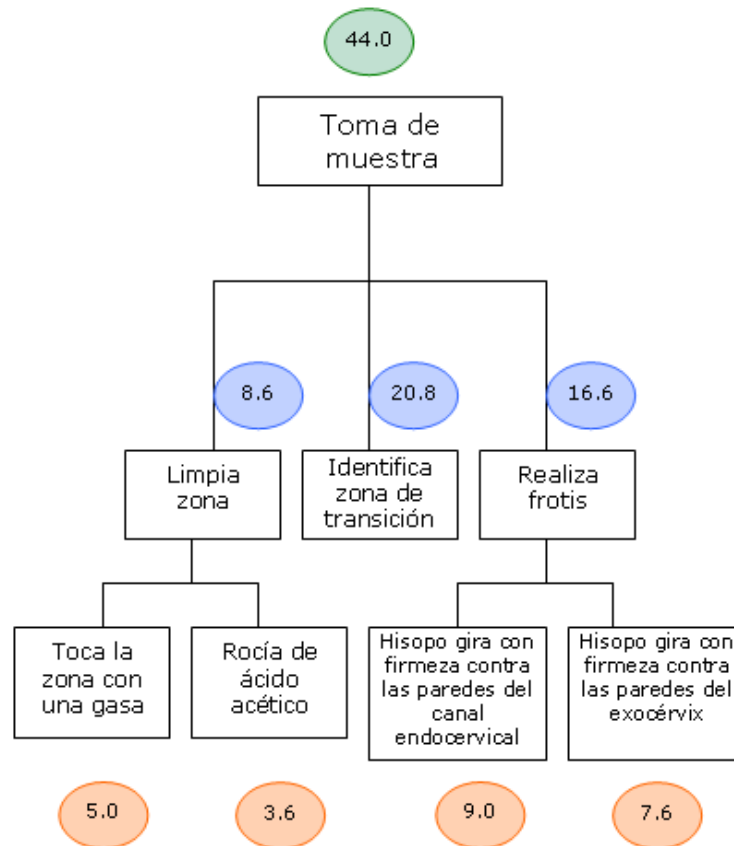 44.0
Toma de
muestra
8.6
20.8
16.6
Limpia
zona
Identifica
zona de
transición
Realiza
frotis
Toca la
zona con
una gasa
Rocía de
ácido
acético
Hisopo gira con
firmeza contra
las paredes del
canal
endocervical
Hisopo gira con
firmeza contra
las paredes del
exocérvix
5.0
3.6
9.0
7.6